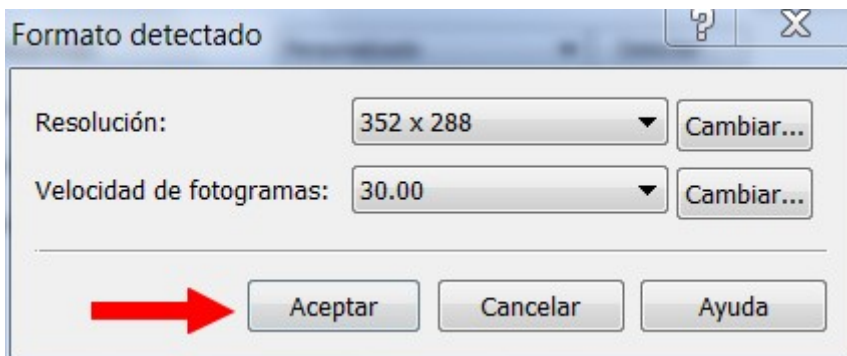 Formato detectado
Resolución: 352 x 288 Cambiar...
Velocidad de fotogramas: 30.00 Cambiar...
Aceptar Cancelar Ayuda